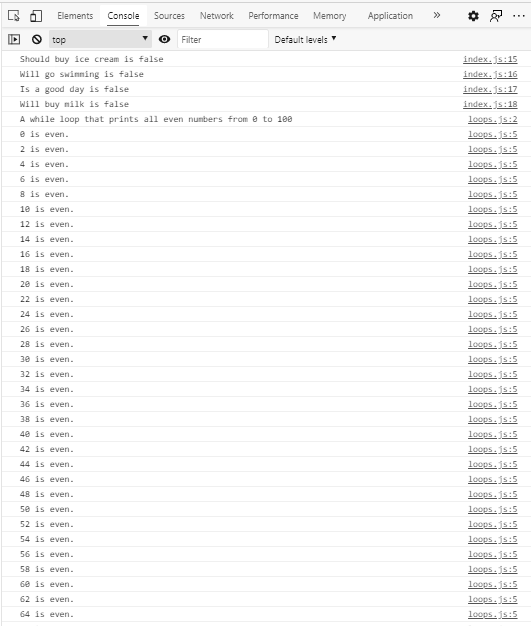 Elements Console Sources Network Performance Memory Application »
top Filter Default levels
Should buy ice cream is false index.js:15
Will go swimming is false index.js:16
Is a good day is false index.js:17
Will buy milk is false index.js:18
A while loop that prints all even numbers from 0 to 100 loops.js:2
0 is even. loops.js:5
2 is even. loops.js:5
4 is even. loops.js:5
6 is even. loops.js:5
8 is even. loops.js:5
10 is even. loops.js:5
12 is even. loops.js:5
14 is even. loops.js:5
16 is even. loops.js:5
18 is even. loops.js:5
20 is even. loops.js:5
22 is even. loops.js:5
24 is even. loops.js:5
26 is even. loops.js:5
28 is even. loops.js:5
30 is even. loops.js:5
32 is even. loops.js:5
34 is even. loops.js:5
36 is even. loops.js:5
38 is even. loops.js:5
40 is even. loops.js:5
42 is even. loops.js:5
44 is even. loops.js:5
46 is even. loops.js:5
48 is even. loops.js:5
50 is even. loops.js:5
52 is even. loops.js:5
54 is even. loops.js:5
56 is even. loops.js:5
58 is even. loops.js:5
60 is even. loops.js:5
62 is even. loops.js:5
64 is even. loops.js:5